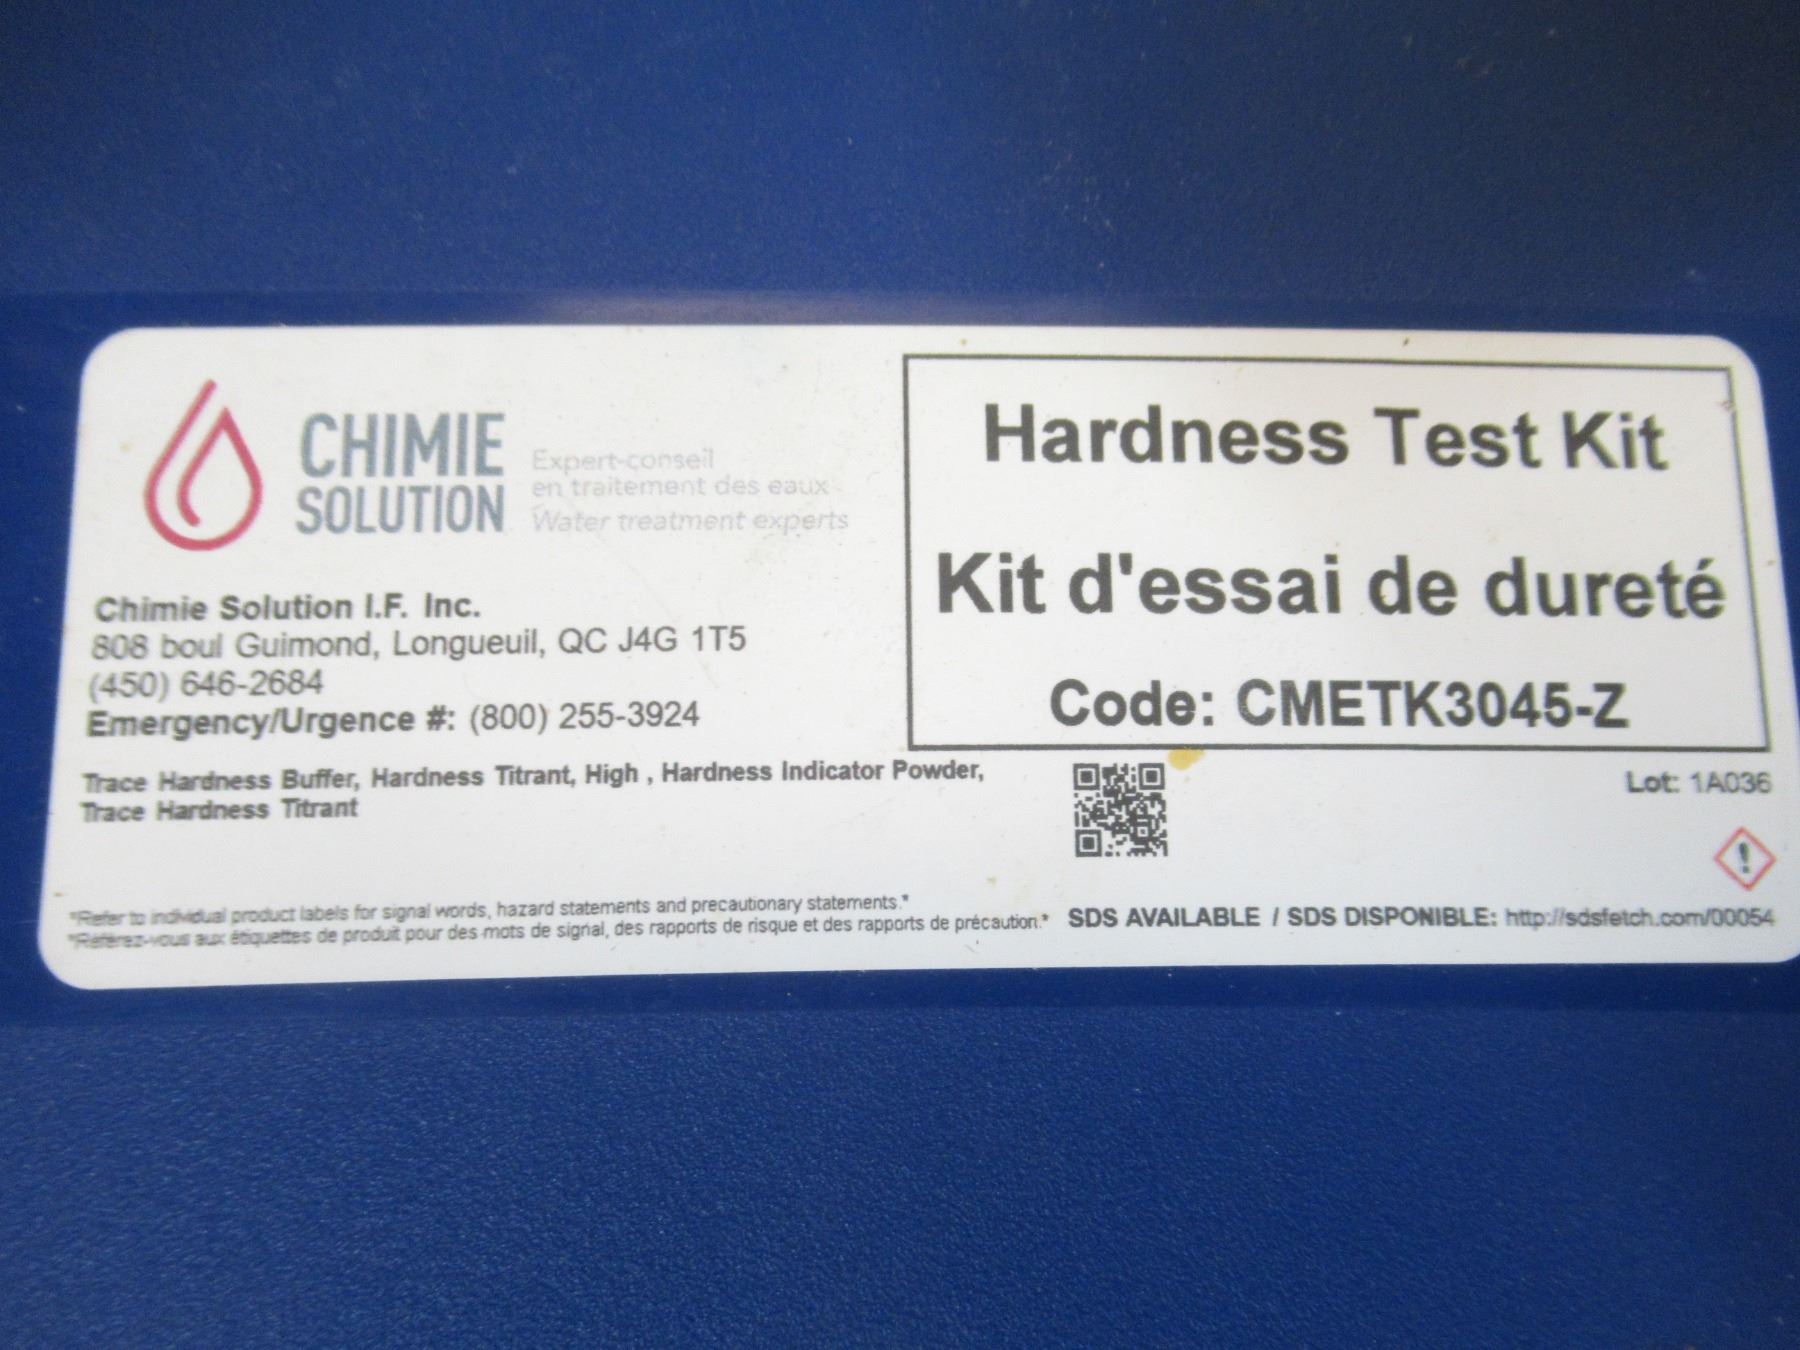 CHIMIE
SOLUTION
Expert-conseil
en traitement des eaux
Water treatment experts
Chimie Solution I.F. Inc.
808 boul Guimond, Longueuil, QC J4G 1T5
(450) 646-2684
Emergency/Urgence #: (800) 255-3924
Hardness Test Kit
Kit d'essai de dureté
Code: CMETK3045-Z
Trace Hardness Buffer, Hardness Titrant, High , Hardness Indicator Powder,
Trace Hardness Titrant
Lot: 1A036
*Refer to individual product labels for signal words, hazard statements and precautionary statements.*
*Référez-vous aux étiquettes de produit pour des mots de signal, des rapports de risque et des rapports de précaution.*
SDS AVAILABLE / SDS DISPONIBLE: http://sdsfetch.com/00054